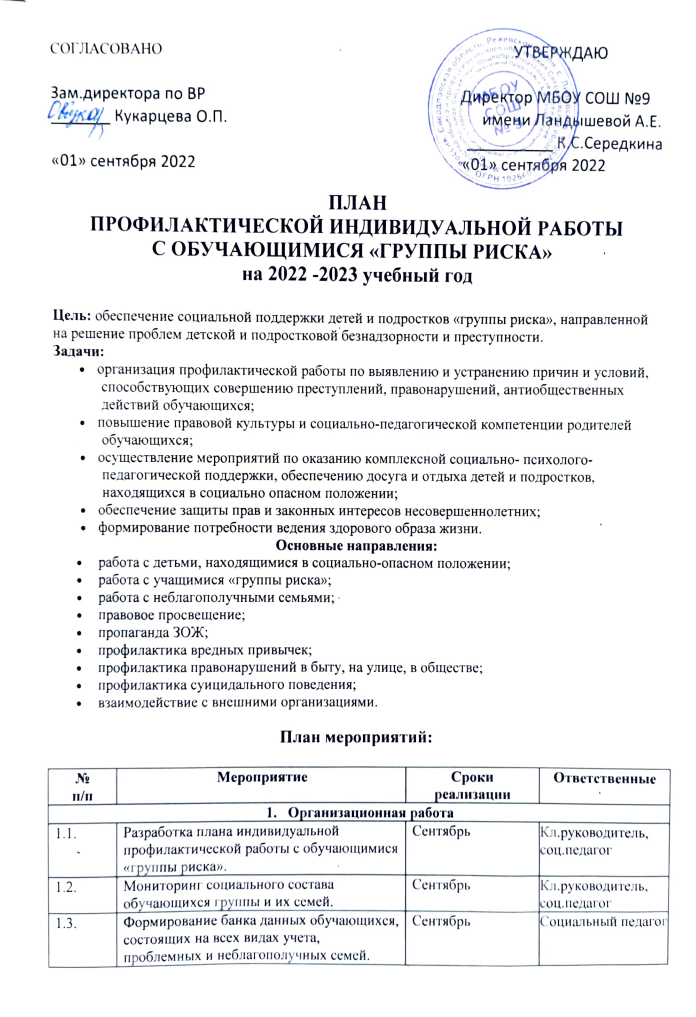 СОГЛАСОВАНО УТВЕРЖДАЮ
Зам.директора по ВР Директор МБОУ СОШ №9
__________ Кукарцева О.П. имени Ландышевой А.Е.
____________ К.С.Середкина
«01» сентября 2022 «01» сентября 2022
МБОУ
СОШ
№ 9
ПЛАН
ПРОФИЛАКТИЧЕСКОЙ ИНДИВИДУАЛЬНОЙ РАБОТЫ
С ОБУЧАЮЩИМИСЯ «ГРУППЫ РИСКА»
на 2022 -2023 учебный год
Цель: обеспечение социальной поддержки детей и подростков «группы риска», направленной
на решение проблем детской и подростковой безнадзорности и преступности.
Задачи:
• организация профилактической работы по выявлению и устранению причин и условий,
способствующих совершению преступлений, правонарушений, антиобщественных
действий обучающихся;
• повышение правовой культуры и социально-педагогической компетенции родителей
обучающихся;
• осуществление мероприятий по оказанию комплексной социально- психолого-
педагогической поддержки, обеспечению досуга и отдыха детей и подростков,
находящихся в социально опасном положении;
• обеспечение защиты прав и законных интересов несовершеннолетних;
• формирование потребности ведения здорового образа жизни.
Основные направления:
• работа с детьми, находящимися в социально-опасном положении;
• работа с учащимися «группы риска»;
• работа с неблагополучными семьями;
• правовое просвещение;
• пропаганда ЗОЖ;
• профилактика вредных привычек;
• профилактика правонарушений в быту, на улице, в обществе;
• профилактика суицидального поведения;
• взаимодействие с внешними организациями.
План мероприятий:
№ Мероприятие Сроки Ответственные
п/п реализации
1. Организационная работа
1.1. Разработка плана индивидуальной Сентябрь Кл.руководитель,
профилактической работы с обучающимися соц.педагог
«группы риска».
1.2. Мониторинг социального состава Сентябрь Кл.руководитель,
обучающихся группы и их семей. соц.педагог
1.3. Формирование банка данных обучающихся, Сентябрь Социальный педагог
состоящих на всех видах учета,
проблемных и неблагополучных семей.